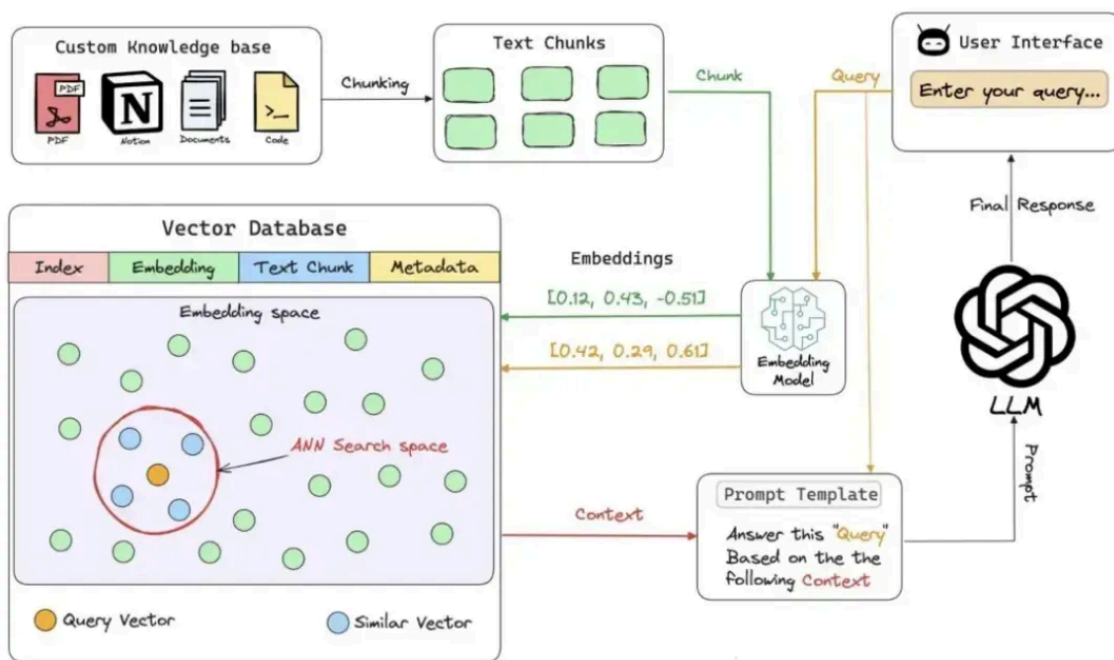 Custom Knowledge base
PDF
PDF
N
Notion
Documents
Code
Chunking
Text Chunks
Chunk
Query
User Interface
Enter your query...
Final Response
Vector Database
Index
Embedding
Text Chunk
Metadata
Embedding space
ANN Search space
Query Vector
Similar Vector
Embeddings
[0.12, 0.43, -0.51]
[0.42, 0.29, 0.61]
Embedding
Model
LLM
Prompt
Context
Prompt Template
Answer this "Query"
Based on the the
following Context